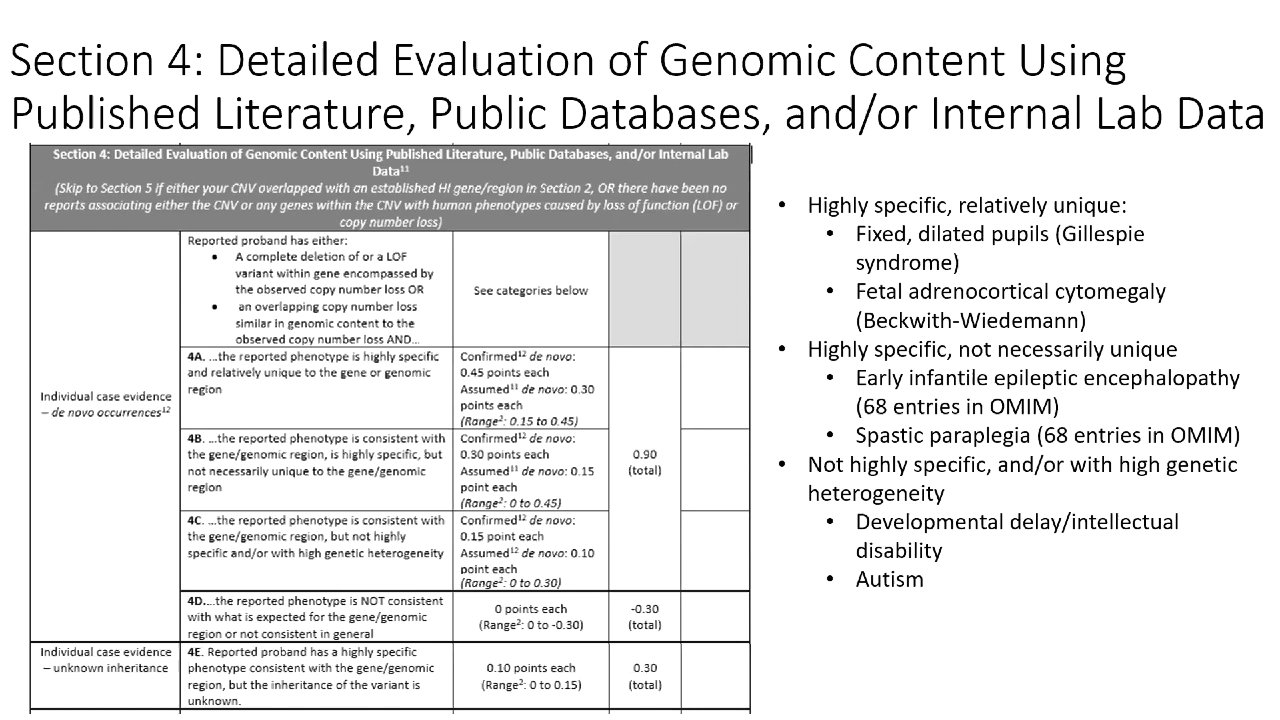 Section 4: Detailed Evaluation of Genomic Content Using
Published Literature, Public Databases, and/or Internal Lab Data
Section 4: Detailed Evaluation of Genomic Content Using Published Literature, Public Databases, and/or Internal Lab
Data¹¹
(Skip to Section 5 if either your CNV overlapped with an established HI gene/region in Section 2, OR there have been no
reports associating either the CNV or any genes within the CNV with human phenotypes caused by loss of function (LOF) or
copy number loss)
Individual case evidence
– de novo occurrences¹²
Reported proband has either:
• A complete deletion of or a LOF
variant within gene encompassed by
the observed copy number loss OR
• an overlapping copy number loss
similar in genomic content to the
observed copy number loss AND…
See categories below
4A. …the reported phenotype is highly specific
and relatively unique to the gene or genomic
region
Confirmed¹² de novo:
0.45 points each
Assumed¹¹ de novo: 0.30
points each
(Range²: 0.15 to 0.45)
4B. …the reported phenotype is consistent with
the gene/genomic region, is highly specific, but
not necessarily unique to the gene/genomic
region
Confirmed¹² de novo:
0.30 points each
Assumed¹¹ de novo: 0.15
point each
(Range²: 0 to 0.45)
0.90
(total)
4C. …the reported phenotype is consistent with
the gene/genomic region, but not highly
specific and/or with high genetic heterogeneity
Confirmed¹² de novo:
0.15 point each
Assumed¹² de novo: 0.10
point each
(Range²: 0 to 0.30)
4D.…the reported phenotype is NOT consistent
with what is expected for the gene/genomic
region or not consistent in general
0 points each
(Range²: 0 to -0.30)
-0.30
(total)
Individual case evidence
– unknown inheritance
4E. Reported proband has a highly specific
phenotype consistent with the gene/genomic
region, but the inheritance of the variant is
unknown.
0.10 points each
(Range²: 0 to 0.15)
0.30
(total)
• Highly specific, relatively unique:
• Fixed, dilated pupils (Gillespie
syndrome)
• Fetal adrenocortical cytomegaly
(Beckwith-Wiedemann)
• Highly specific, not necessarily unique
• Early infantile epileptic encephalopathy
(68 entries in OMIM)
• Spastic paraplegia (68 entries in OMIM)
• Not highly specific, and/or with high genetic
heterogeneity
• Developmental delay/intellectual
disability
• Autism